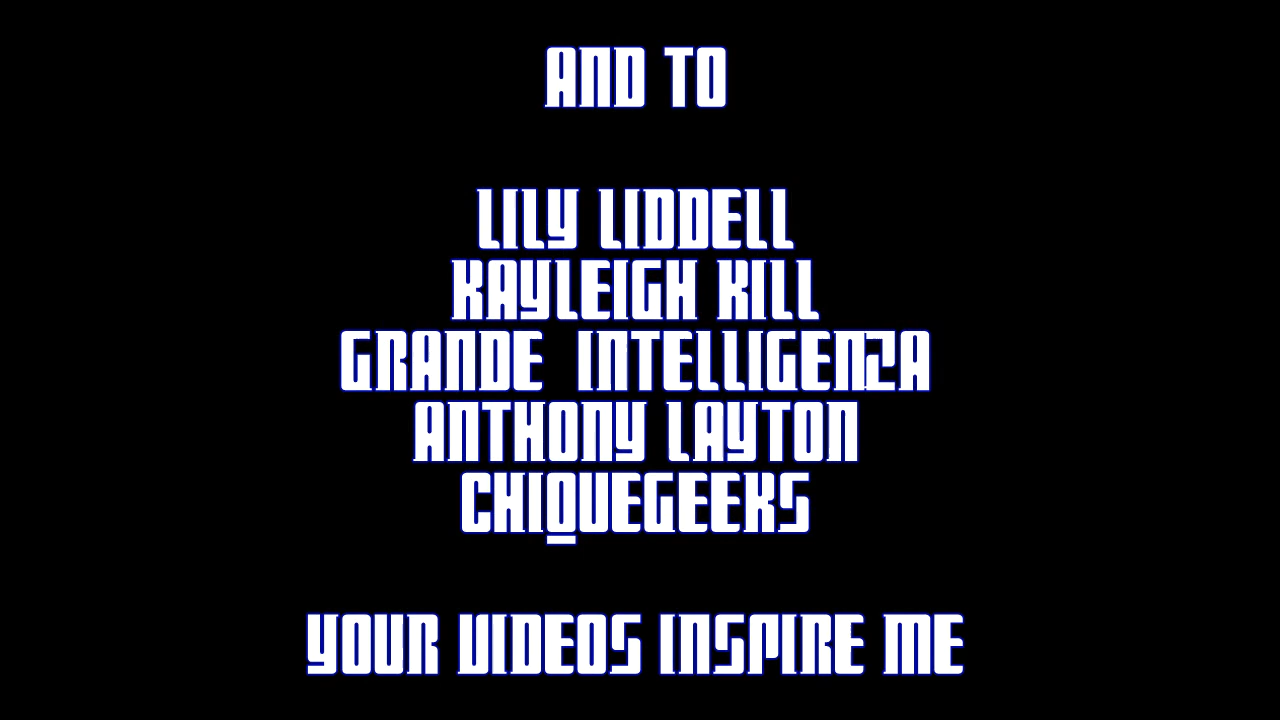 AND TO
LILY LIDDELL
KAYLEIGH KILL
GRANDE INTELLIGENZA
ANTHONY LAYTON
CHIQUEGEEKS
YOUR VIDEOS INSPIRE ME